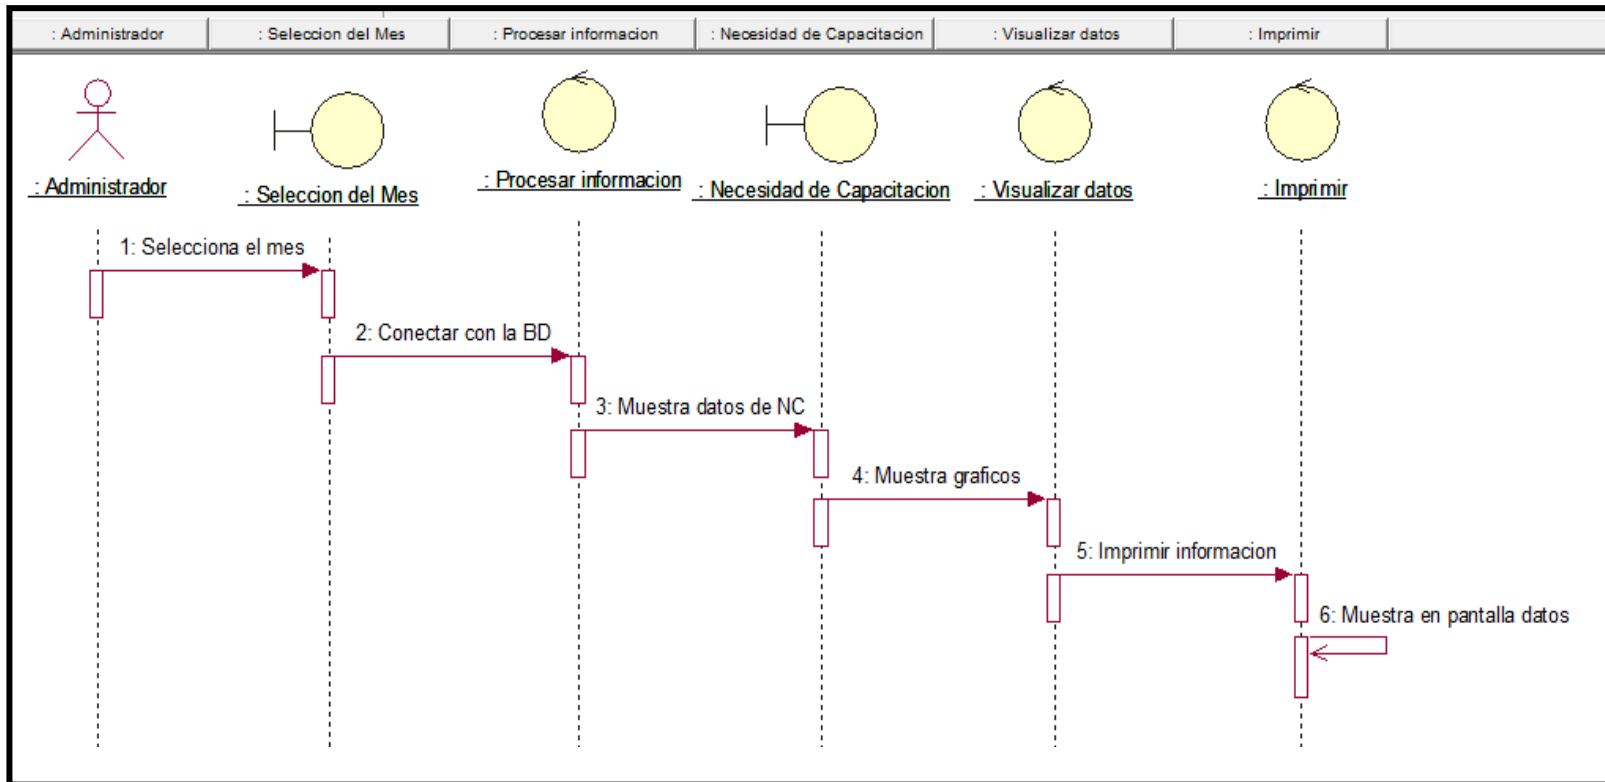 : Administrador
: Seleccion del Mes
: Procesar informacion
: Necesidad de Capacitacion
: Visualizar datos
: Imprimir
: Administrador
: Seleccion del Mes
: Procesar informacion
: Necesidad de Capacitacion
: Visualizar datos
: Imprimir
1: Selecciona el mes
2: Conectar con la BD
3: Muestra datos de NC
4: Muestra graficos
5: Imprimir informacion
6: Muestra en pantalla datos